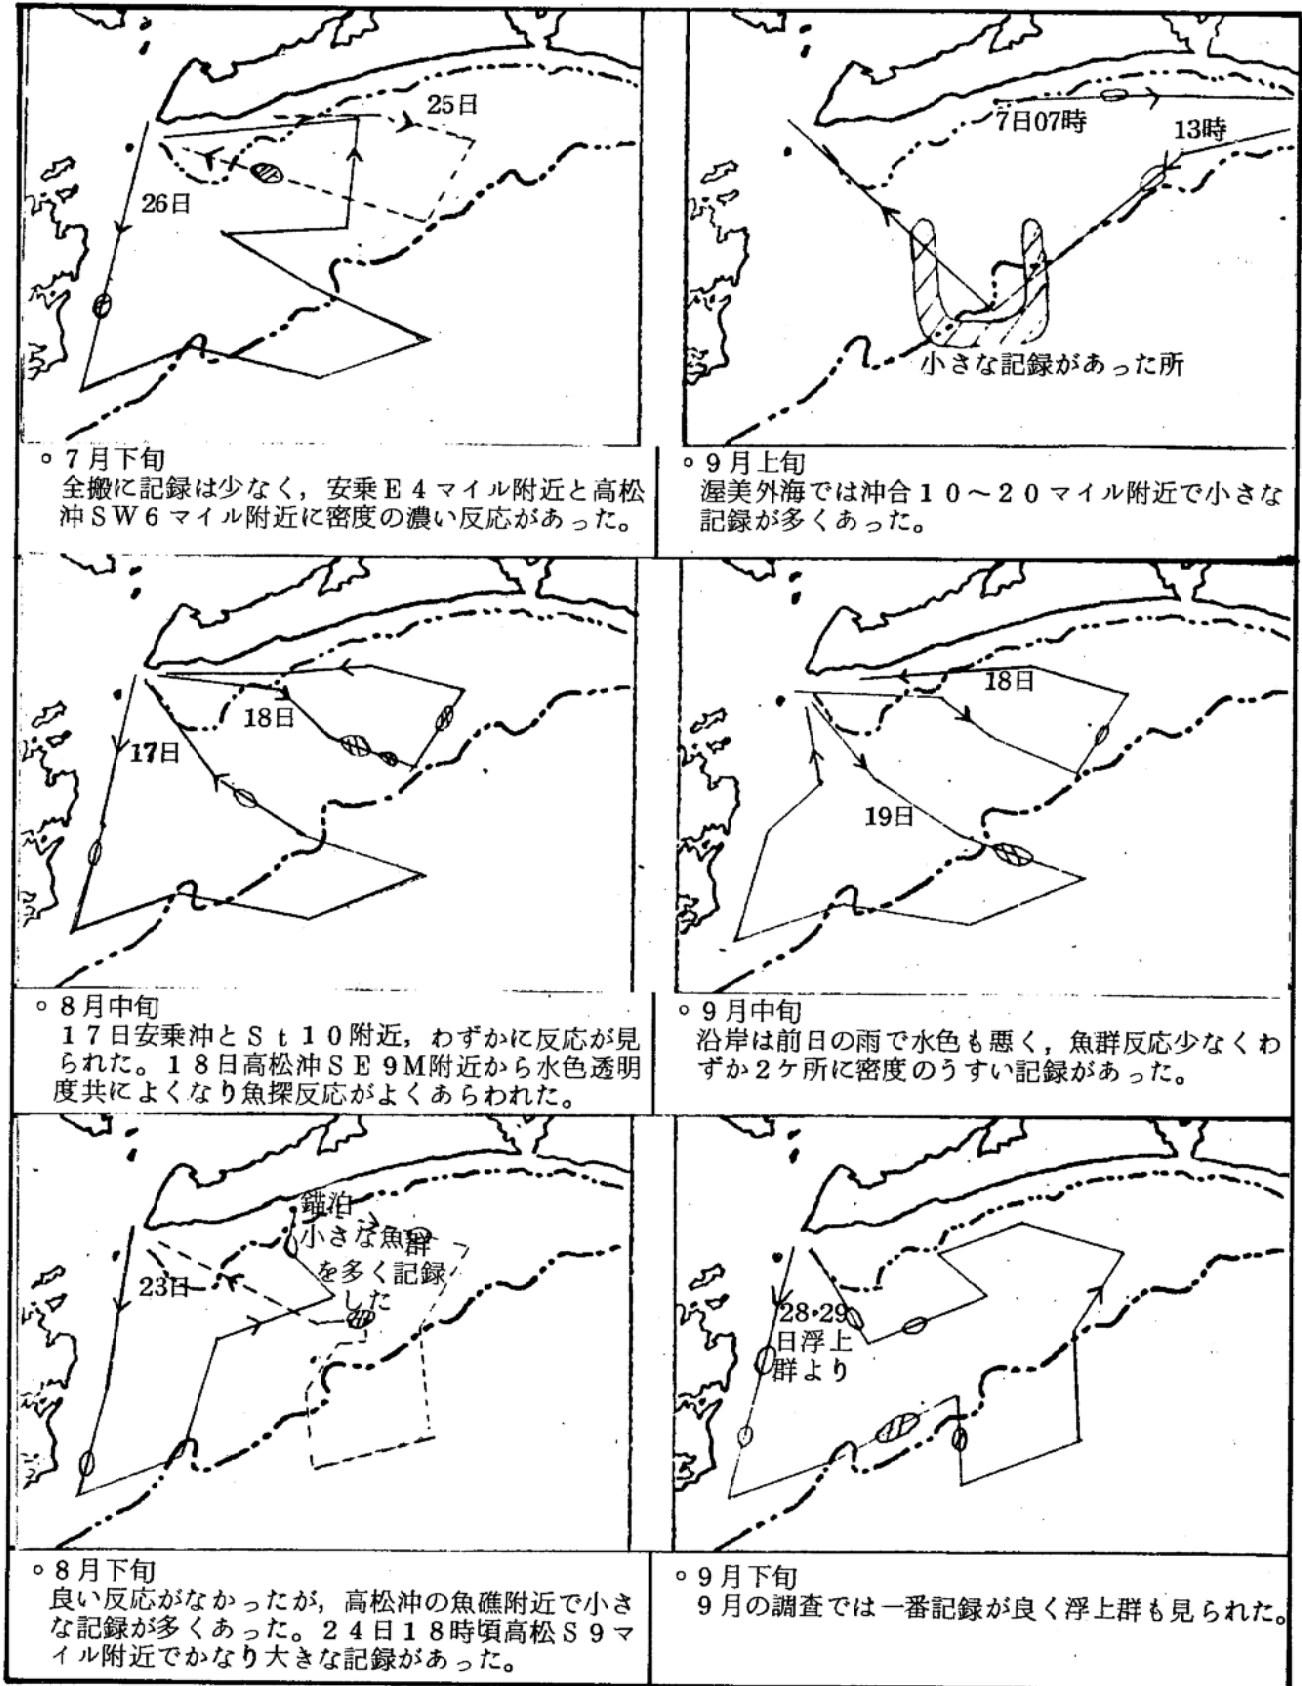 25日
26日
○ 7月下旬
全搬に記録は少なく，安乗E4マイル附近と高松
沖SW6マイル附近に密度の濃い反応があった。
7日07時
13時
小さな記録があった所
○ 9月上旬
渥美外海では沖合10～20マイル附近で小さな
記録が多くあった。
18日
17日
○ 8月中旬
17日安乗沖とSt10附近，わずかに反応が見
られた。18日高松沖SE9M附近から水色透明
度共によくなり魚探反応がよくあらわれた。
18日
19日
○ 9月中旬
沿岸は前日の雨で水色も悪く，魚群反応少なくわ
ずか2ケ所に密度のうすい記録があった。
錨泊
小さな魚群
を多く記録
した
23日
○ 8月下旬
良い反応がなかったが，高松沖の魚礁附近で小さ
な記録が多くあった。24日18時頃高松S9マ
イル附近でかなり大きな記録があった。
28・29
日浮上
群より
○ 9月下旬
9月の調査では一番記録が良く浮上群も見られた。